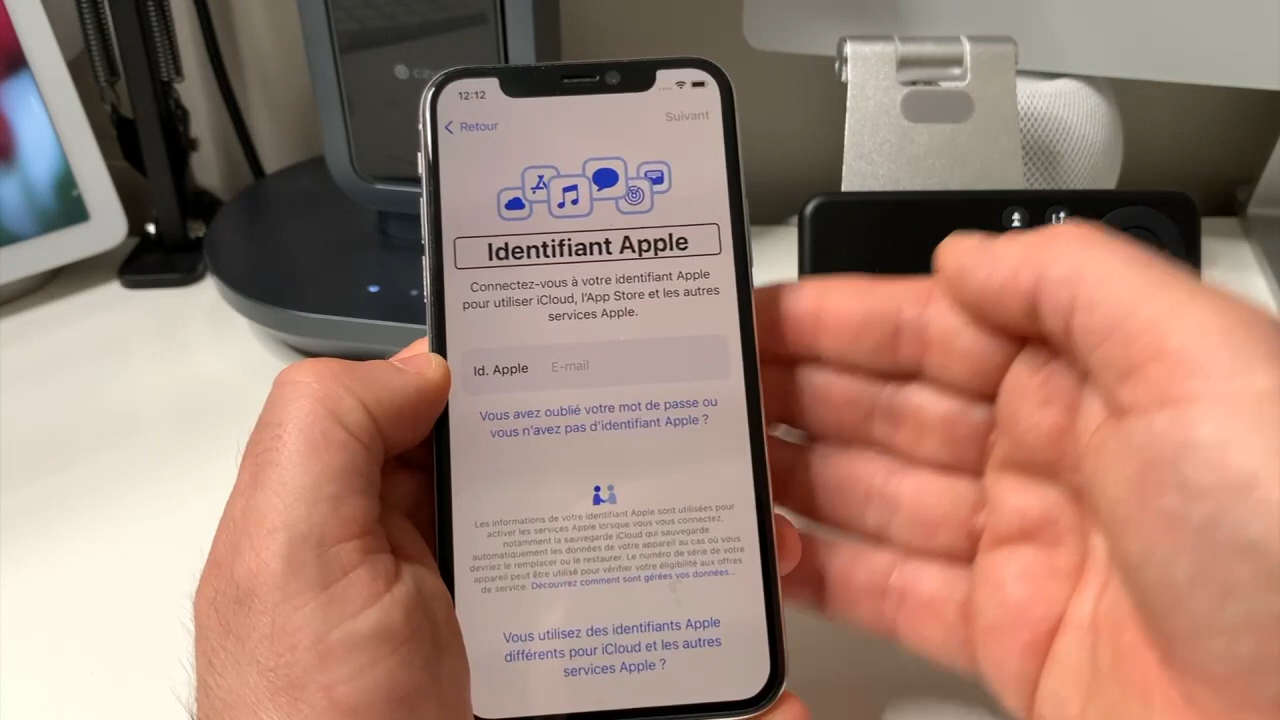 12:12
Retour
Suivant
Identifiant Apple
Connectez-vous à votre identifiant Apple
pour utiliser iCloud, l'App Store et les autres
services Apple.
Id. Apple E-mail
Vous avez oublié votre mot de passe ou
vous n'avez pas d'identifiant Apple ?
Les informations de votre identifiant Apple sont utilisées pour
activer les services Apple lorsque vous vous connectez,
notamment la sauvegarde iCloud qui sauvegarde
automatiquement les données de votre appareil au cas où vous
devriez le remplacer ou le restaurer. Le numéro de série de votre
appareil peut être utilisé pour vérifier votre éligibilité aux offres
de service. Découvrez comment sont gérées vos données...
Vous utilisez des identifiants Apple
différents pour iCloud et les autres
services Apple ?